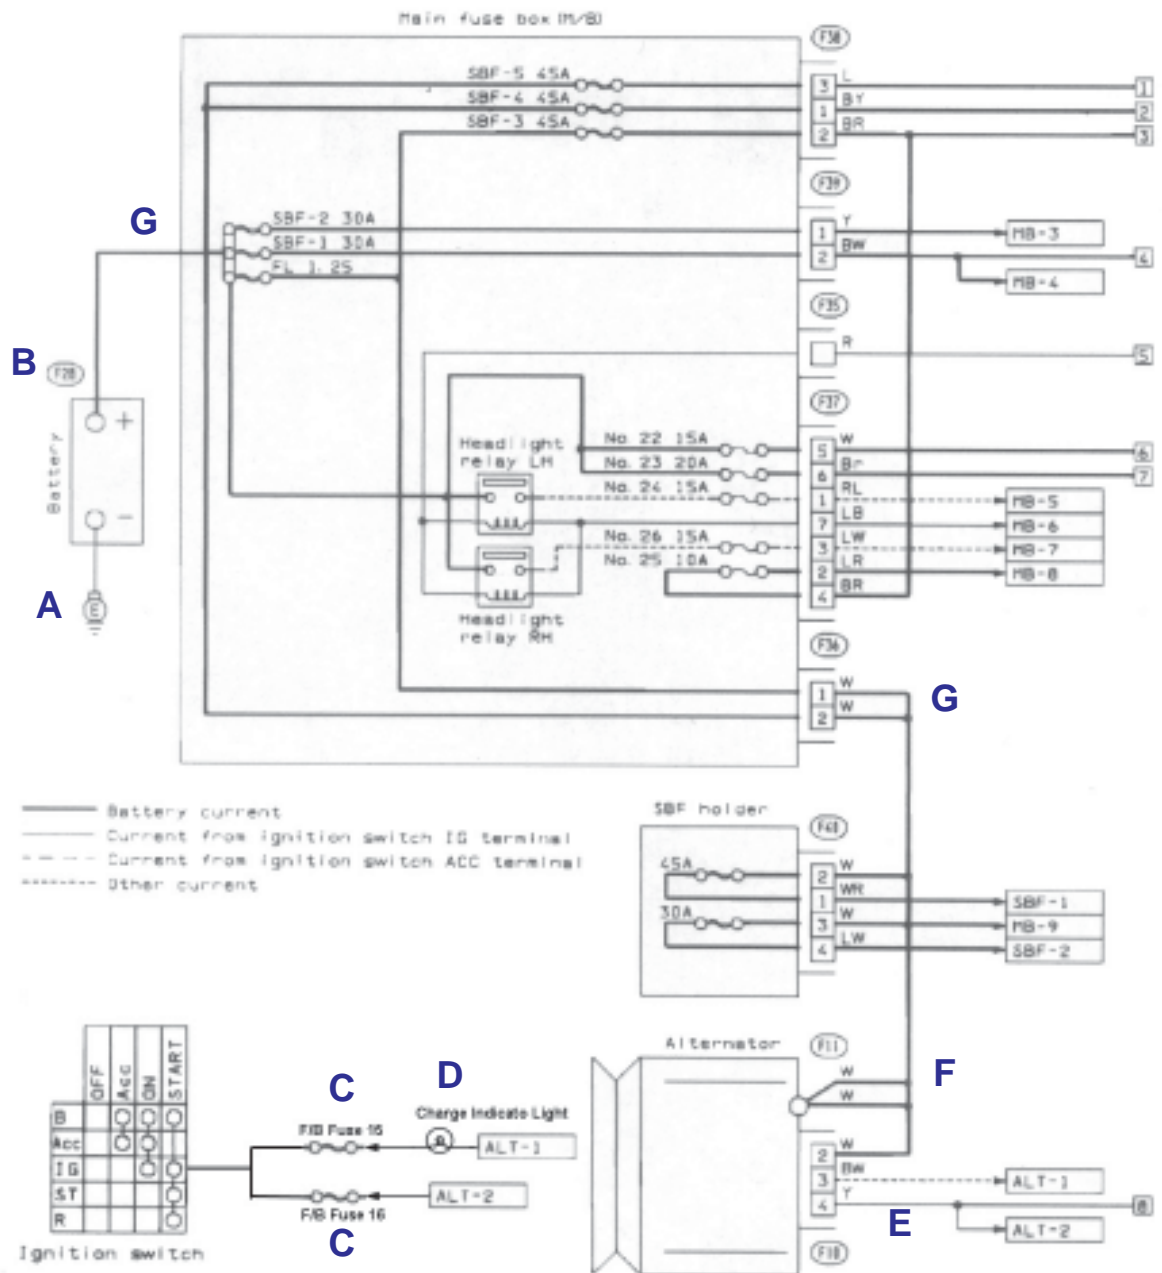 Main fuse box (M/B)
F38
SBF-5 45A
3
L
1
SBF-4 45A
1
BY
2
SBF-3 45A
2
BR
3
F39
G
SBF-2 30A
1
Y
MB-3
SBF-1 30A
2
BW
4
FL 1.25
MB-4
F35
R
5
B
F28
F37
+
Battery
-
Headlight
relay LH
No. 22 15A
5
W
6
No. 23 20A
6
Br
7
No. 24 15A
1
RL
MB-5
7
LB
MB-6
No. 26 15A
3
LW
MB-7
No. 25 10A
2
LR
MB-8
4
BR
A
E
Headlight
relay RH
F36
1
W
G
2
W
Battery current
Current from ignition switch IG terminal
Current from ignition switch ACC terminal
Other current
SBF holder
F40
45A
2
W
1
WR
SBF-1
30A
3
W
MB-9
4
LW
SBF-2
Alternator
F11
W
F
W
2
W
3
BW
ALT-1
4
Y
E
8
ALT-2
F10
OFF
Acc
ON
START
B
Acc
IG
ST
R
Ignition switch
C
D
F/B Fuse 15
Charge Indicato Light
ALT-1
ALT-2
F/B Fuse 16
C